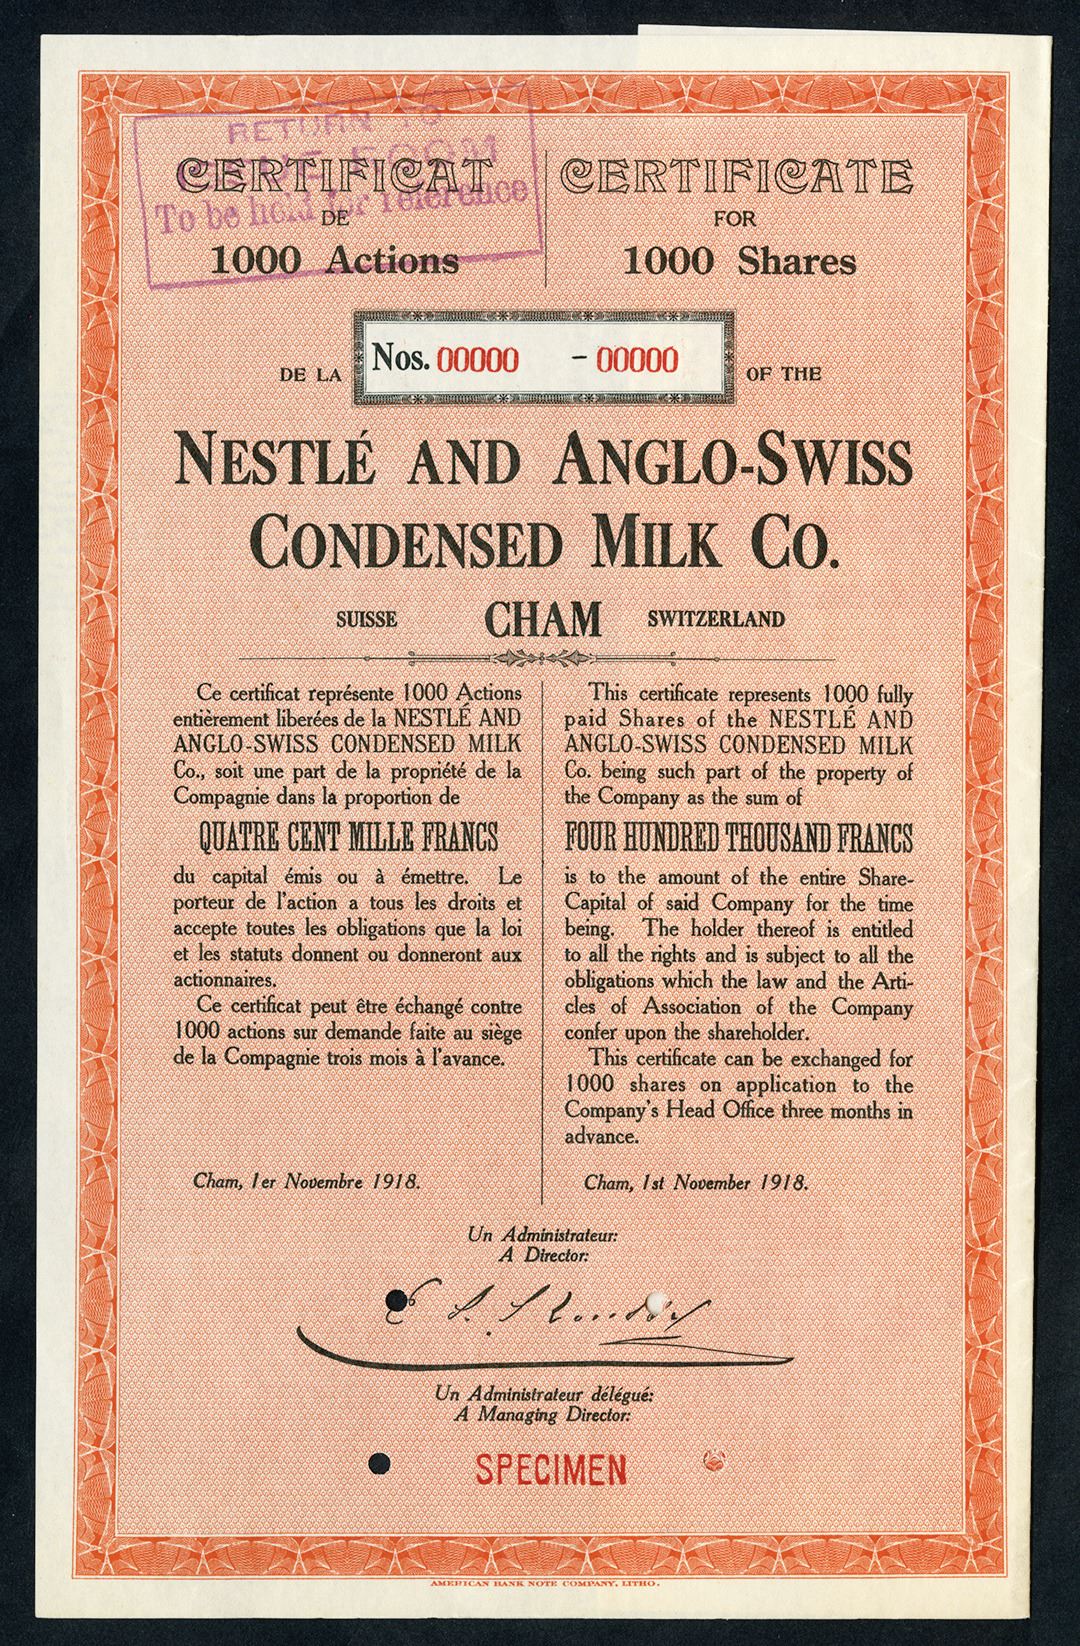 RETURN TO
ROOM
To be held for reference
CERTIFICAT
DE
1000 Actions
CERTIFICATE
FOR
1000 Shares
DE LA
Nos. 00000 - 00000
OF THE
NESTLÉ AND ANGLO-SWISS
CONDENSED MILK CO.
SUISSE CHAM SWITZERLAND
Ce certificat représente 1000 Actions
entièrement liberées de la NESTLÉ AND
ANGLO-SWISS CONDENSED MILK
Co., soit une part de la propriété de la
Compagnie dans la proportion de
QUATRE CENT MILLE FRANCS
du capital émis ou à émettre. Le
porteur de l'action a tous les droits et
accepte toutes les obligations que la loi
et les statuts donnent ou donneront aux
actionnaires.
Ce certificat peut être échangé contre
1000 actions sur demande faite au siège
de la Compagnie trois mois à l'avance.
Cham, 1er Novembre 1918.
This certificate represents 1000 fully
paid Shares of the NESTLÉ AND
ANGLO-SWISS CONDENSED MILK
Co. being such part of the property of
the Company as the sum of
FOUR HUNDRED THOUSAND FRANCS
is to the amount of the entire Share-
Capital of said Company for the time
being. The holder thereof is entitled
to all the rights and is subject to all the
obligations which the law and the Arti-
cles of Association of the Company
confer upon the shareholder.
This certificate can be exchanged for
1000 shares on application to the
Company's Head Office three months in
advance.
Cham, 1st November 1918.
Un Administrateur:
A Director:
Un Administrateur délégué:
A Managing Director:
SPECIMEN
AMERICAN BANK NOTE COMPANY, LITHO.